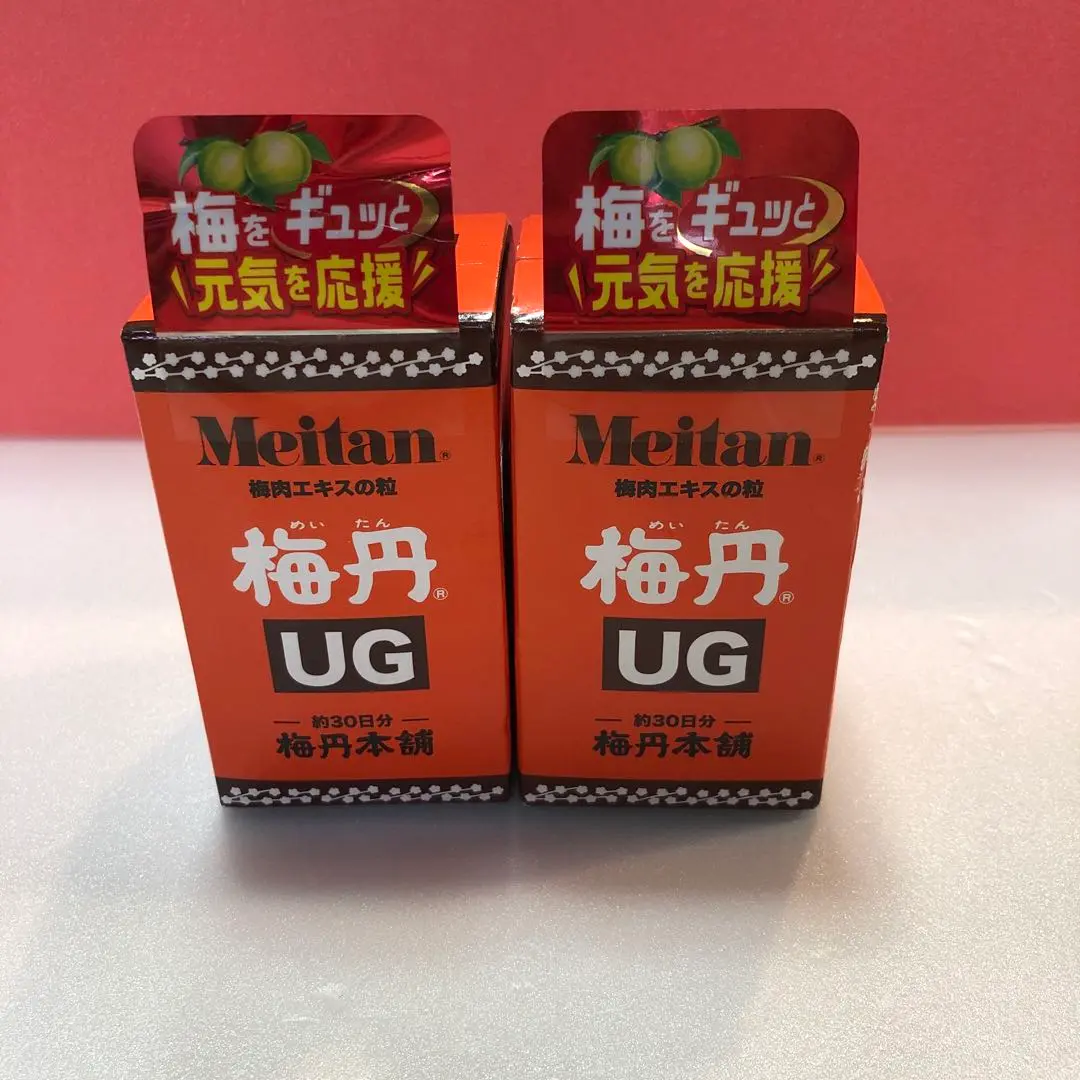 梅をギュッと
元気を応援
Meitan®
梅肉エキスの粒
めいたん
梅丹®
UG
約30日分
梅丹本舗
梅をギュッと
元気を応援
Meitan®
梅肉エキスの粒
めいたん
梅丹®
UG
約30日分
梅丹本舗